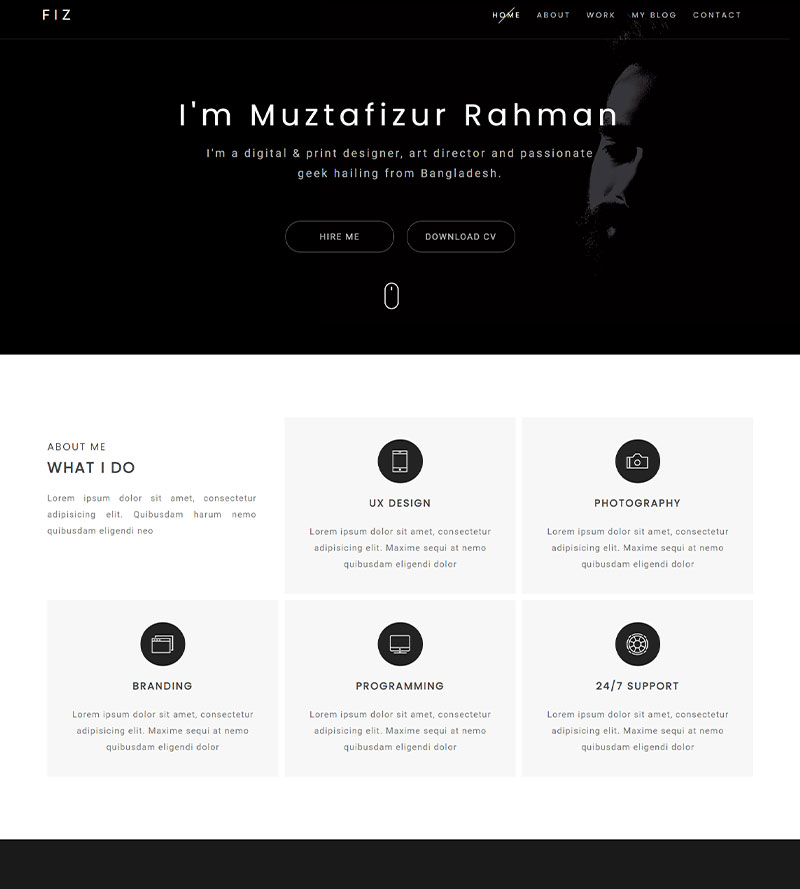 FIZ
HOME ABOUT WORK MY BLOG CONTACT
I'm Muztafizur Rahman
I'm a digital & print designer, art director and passionate
geek hailing from Bangladesh.
HIRE ME
DOWNLOAD CV
ABOUT ME
WHAT I DO
Lorem ipsum dolor sit amet, consectetur
adipisicing elit. Quibusdam harum nemo
quibusdam eligendi neo
UX DESIGN
Lorem ipsum dolor sit amet, consectetur
adipisicing elit. Maxime sequi at nemo
quibusdam eligendi dolor
PHOTOGRAPHY
Lorem ipsum dolor sit amet, consectetur
adipisicing elit. Maxime sequi at nemo
quibusdam eligendi dolor
BRANDING
Lorem ipsum dolor sit amet, consectetur
adipisicing elit. Maxime sequi at nemo
quibusdam eligendi dolor
PROGRAMMING
Lorem ipsum dolor sit amet, consectetur
adipisicing elit. Maxime sequi at nemo
quibusdam eligendi dolor
24/7 SUPPORT
Lorem ipsum dolor sit amet, consectetur
adipisicing elit. Maxime sequi at nemo
quibusdam eligendi dolor